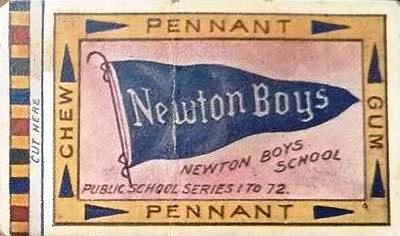 PENNANT
CUT HERE
CHEW
Newton Boys
GUM
NEWTON BOYS
SCHOOL
PUBLIC SCHOOL SERIES 1 TO 72.
PENNANT